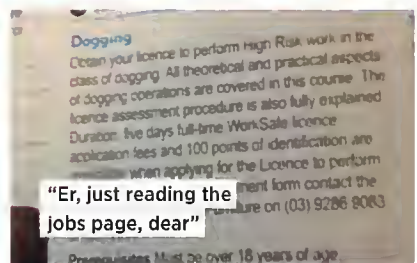 Dogging
Obtain your licence to perform High Risk work in the
class of dogging. All theoretical and practical aspects
of dogging operations are covered in this course. The
licence assessment procedure is also fully explained
Duration: five days full-time WorkSafe licence
application fees and 100 points of identification are
when applying for the Licence to perform
form contact the
on (03) 9286 9083
"Er, just reading the
jobs page, dear"
Prerequisites Must be over 18 years of age